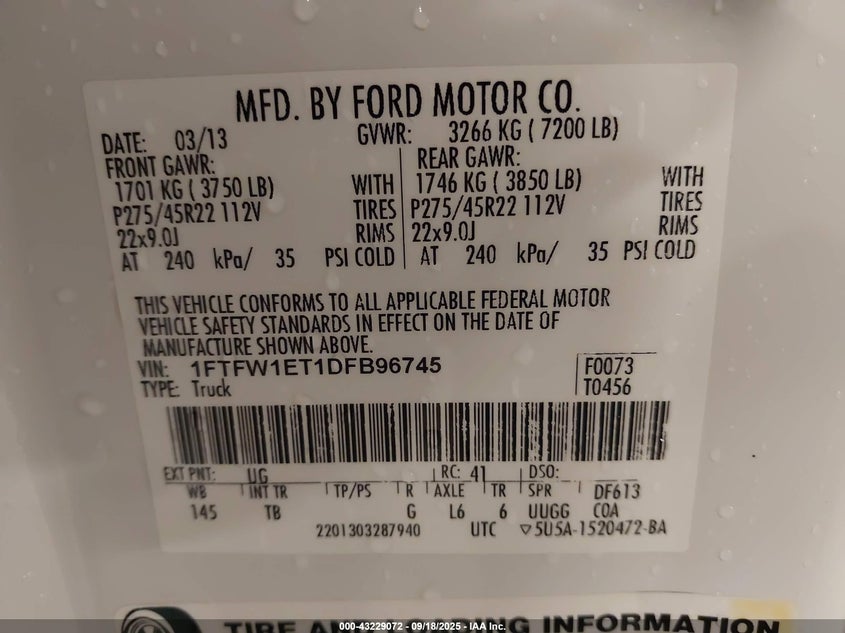 MFD. BY FORD MOTOR CO.
DATE: 03/13 GVWR: 3266 KG ( 7200 LB)
FRONT GAWR: REAR GAWR:
1701 KG ( 3750 LB) WITH 1746 KG ( 3850 LB) WITH
P275/45R22 112V TIRES P275/45R22 112V TIRES
22x9.0J RIMS 22x9.0J RIMS
AT 240 kPa/ 35 PSI COLD AT 240 kPa/ 35 PSI COLD
THIS VEHICLE CONFORMS TO ALL APPLICABLE FEDERAL MOTOR
VEHICLE SAFETY STANDARDS IN EFFECT ON THE DATE OF
MANUFACTURE SHOWN ABOVE.
VIN: 1FTFW1ET1DFB96745 F0073
TYPE: Truck T0456
EXT PNT: UG RC: 41 DSO:
WB INT TR TP/PS R AXLE TR SPR DF613
145 TB G L6 6 UUGG COA
2201303287940 UTC ▽5U5A-1520472-BA
TIRE INFORMATION
000-43229072 — 09/18/2025 - IAA Inc.